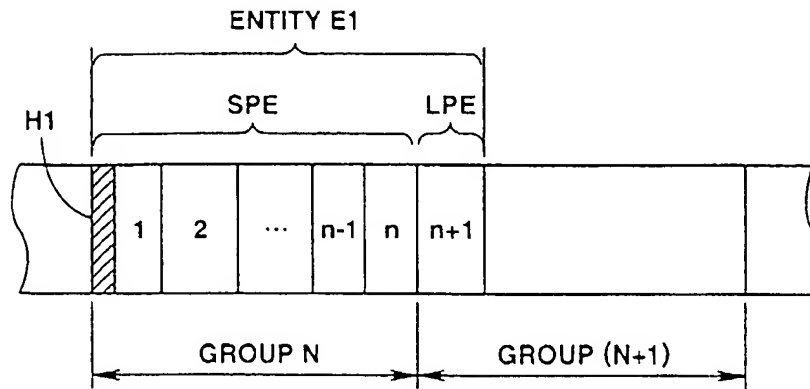 ENTITY E1
SPE LPE
H1
1 2 ... n-1 n n+1
GROUP N GROUP (N+1)